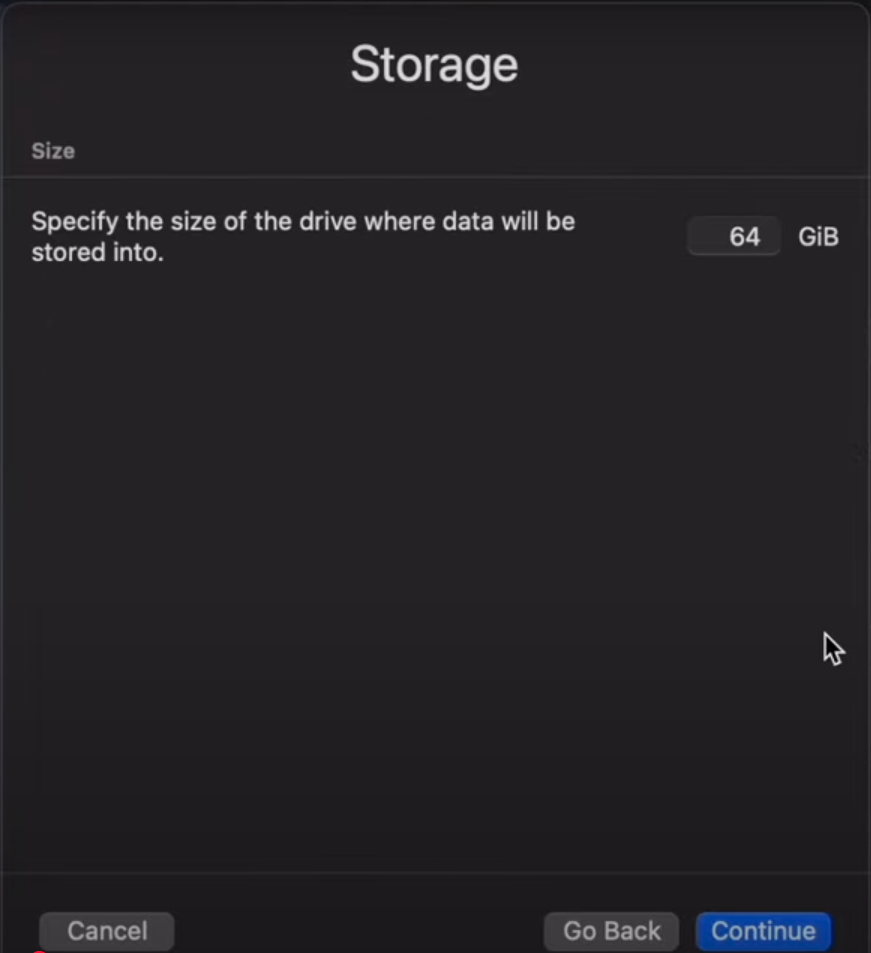 Storage
Size
Specify the size of the drive where data will be
stored into.
64 GiB
Cancel
Go Back
Continue